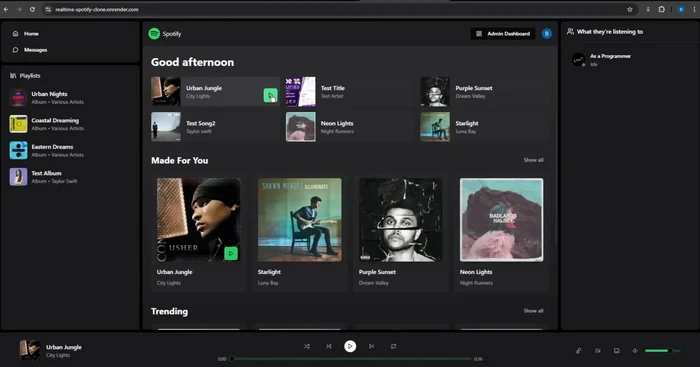 realtime-spotify-clone.onrender.com
Home
Messages
Playlists
Urban Nights
Album • Various Artists
Coastal Dreaming
Album • Various Artists
Eastern Dreams
Album • Various Artists
Test Album
Album • Taylor Swift
Spotify
Admin Dashboard
Good afternoon
Urban Jungle
City Lights
Test Title
Test Artist
Purple Sunset
Dream Valley
Test Song2
Taylor swift
Neon Lights
Night Runners
Starlight
Luna Bay
Made For You
Show all
USHER
SHAWN MENDES ILLUMINATE
BADLANDS
HALSEY
Urban Jungle
City Lights
Starlight
Luna Bay
Purple Sunset
Dream Valley
Neon Lights
Night Runners
Trending
Show all
What they're listening to
As a Programmer
Idle
Urban Jungle
City Lights
0:00